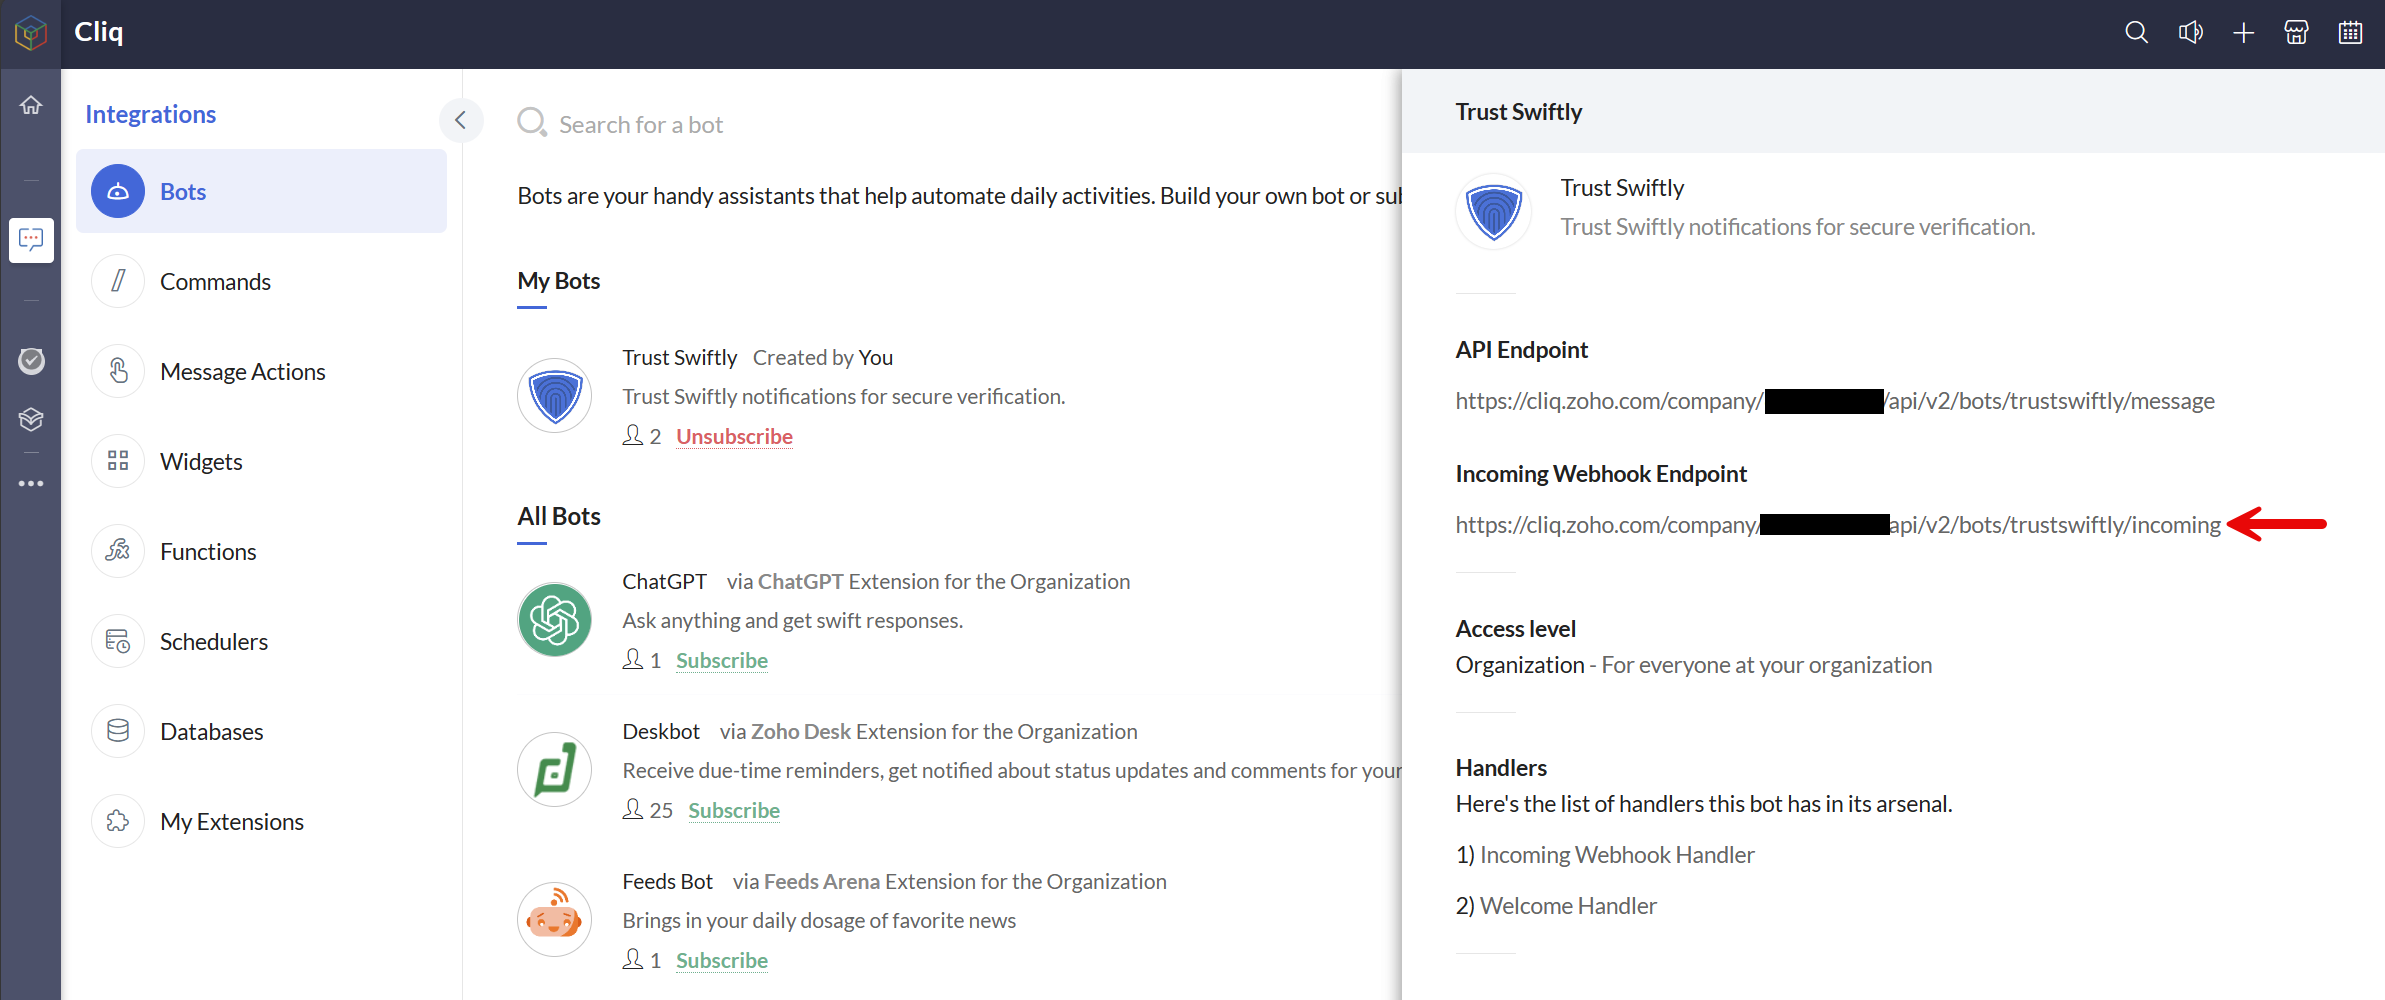 Cliq
Integrations
Bots
Commands
Message Actions
Widgets
Functions
Schedulers
Databases
My Extensions
Search for a bot
Bots are your handy assistants that help automate daily activities. Build your own bot or
My Bots
Trust Swiftly Created by You
Trust Swiftly notifications for secure verification.
2 Unsubscribe
All Bots
ChatGPT via ChatGPT Extension for the Organization
Ask anything and get swift responses.
1 Subscribe
Deskbot via Zoho Desk Extension for the Organization
Receive due-time reminders, get notified about status updates and comments for your
25 Subscribe
Feeds Bot via Feeds Arena Extension for the Organization
Brings in your daily dosage of favorite news
1 Subscribe
Trust Swiftly
Trust Swiftly
Trust Swiftly notifications for secure verification.
API Endpoint
https://cliq.zoho.com/company/ /api/v2/bots/trustswiftly/message
Incoming Webhook Endpoint
https://cliq.zoho.com/company/ api/v2/bots/trustswiftly/incoming
Access level
Organization - For everyone at your organization
Handlers
Here's the list of handlers this bot has in its arsenal.
1) Incoming Webhook Handler
2) Welcome Handler